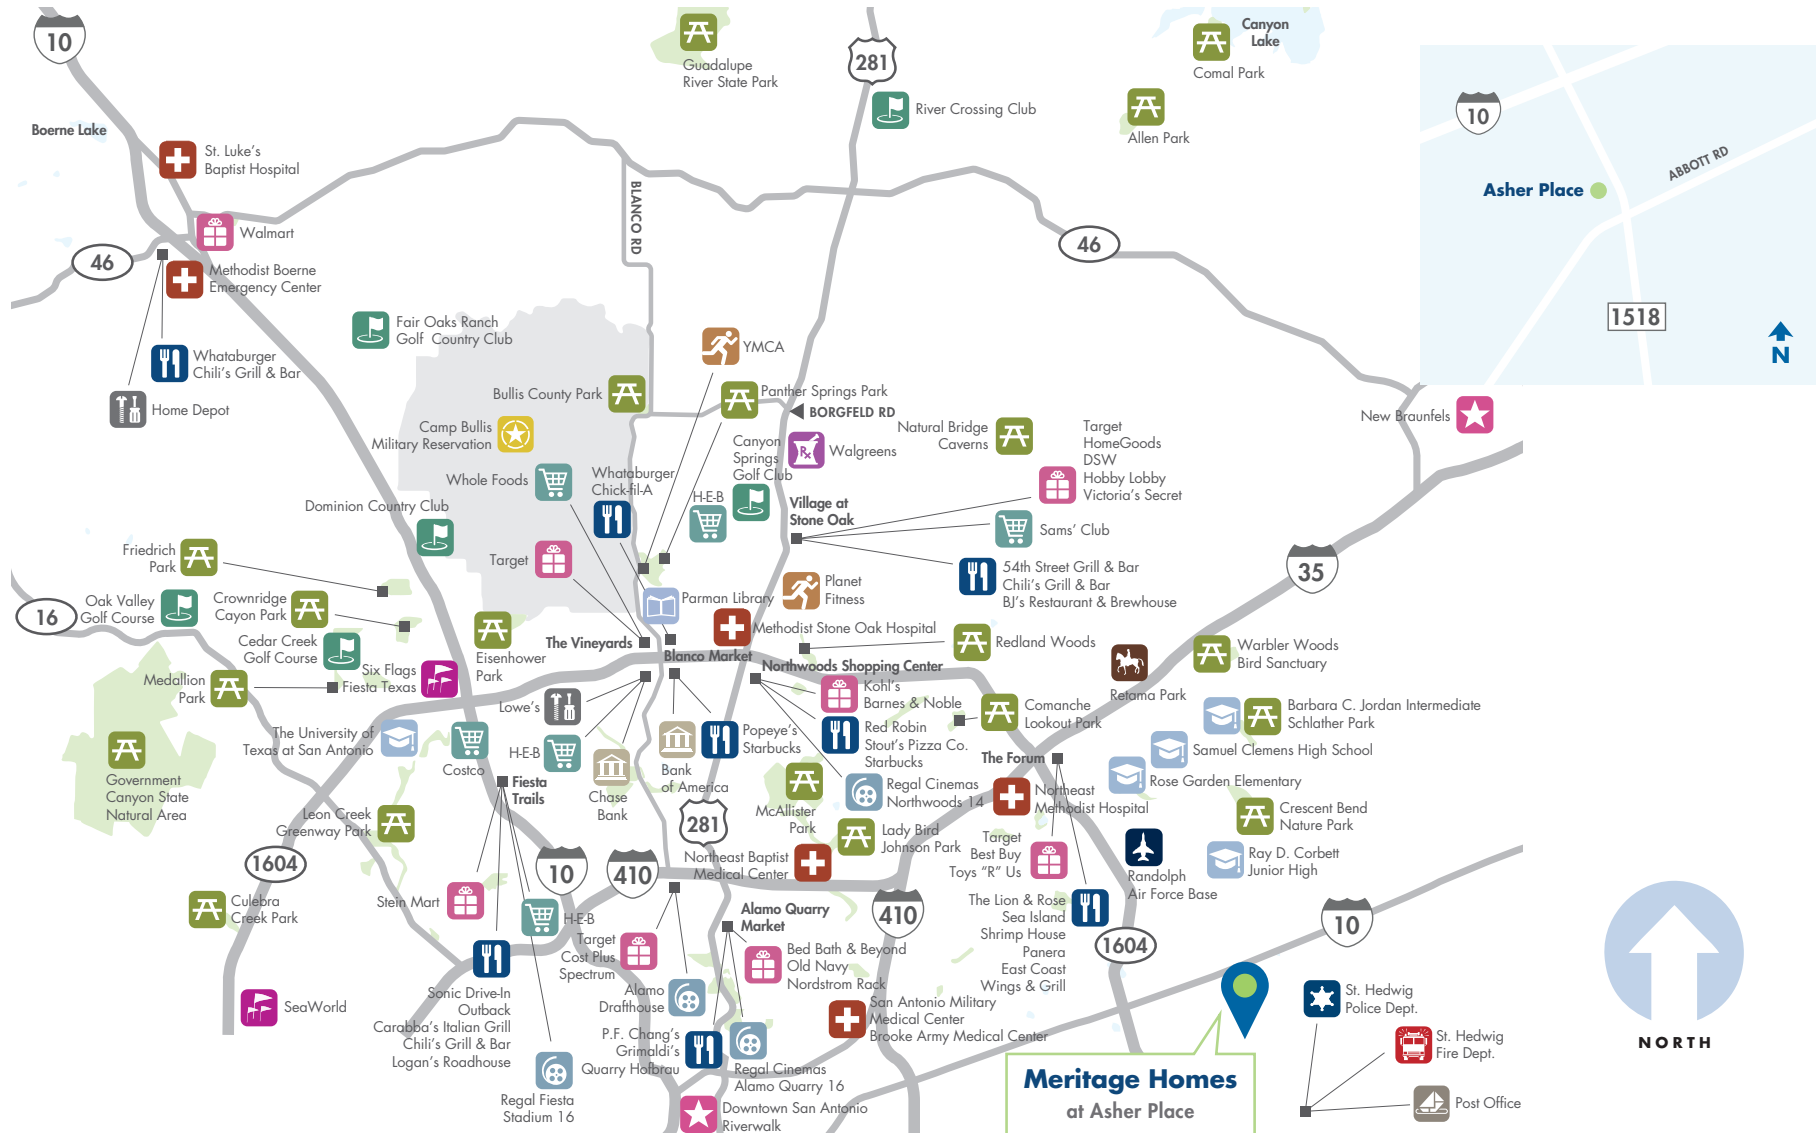 10
Guadalupe
River State Park
281
River Crossing Club
Canyon
Lake
Comal Park
Allen Park
10
ABBOTT RD
Asher Place
1518
N
Boerne Lake
St. Luke's
Baptist Hospital
Walmart
46
Methodist Boerne
Emergency Center
Whataburger
Chili's Grill & Bar
Home Depot
BLANCO RD
46
Fair Oaks Ranch
Golf Country Club
YMCA
Bullis County Park
Panther Springs Park
BORGFELD RD
Camp Bullis
Military Reservation
Canyon
Springs
Golf Club
Rx
Walgreens
Natural Bridge
Caverns
Target
HomeGoods
DSW
Hobby Lobby
Victoria's Secret
New Braunfels
Whole Foods
Whataburger
Chick-fil-A
H-E-B
Village at
Stone Oak
Sams' Club
Dominion Country Club
Target
54th Street Grill & Bar
Chili's Grill & Bar
BJ's Restaurant & Brewhouse
35
Friedrich
Park
Planet
Fitness
16
Oak Valley
Golf Course
Crownridge
Cayon Park
Parman Library
Cedar Creek
Golf Course
Eisenhower
Park
The Vineyards
Methodist Stone Oak Hospital
Redland Woods
Warbler Woods
Bird Sanctuary
Blanco Market
Northwoods Shopping Center
Medallion
Park
Six Flags
Fiesta Texas
Retama Park
Lowe's
Kohl's
Barnes & Noble
Comanche
Lookout Park
Barbara C. Jordan Intermediate
Schlather Park
The University of
Texas at San Antonio
Costco
H-E-B
Popeye's
Starbucks
Red Robin
Stout's Pizza Co.
Starbucks
Samuel Clemens High School
Government
Canyon State
Natural Area
Fiesta
Trails
Chase
Bank
Bank
of America
The Forum
Rose Garden Elementary
Regal Cinemas
Northwoods 14
Northeast
Methodist Hospital
Leon Creek
Greenway Park
281
McAllister
Park
Lady Bird
Johnson Park
Crescent Bend
Nature Park
1604
10
410
Northeast Baptist
Medical Center
Target
Best Buy
Toys "R" Us
Randolph
Air Force Base
Ray D. Corbett
Junior High
Culebra
Creek Park
Stein Mart
H-E-B
Target
Cost Plus
Spectrum
Alamo Quarry
Market
410
The Lion & Rose
Sea Island
Shrimp House
Panera
East Coast
Wings & Grill
1604
10
Bed Bath & Beyond
Old Navy
Nordstrom Rack
SeaWorld
Sonic Drive-In
Outback
Carabba's Italian Grill
Chili's Grill & Bar
Logan's Roadhouse
Alamo
Drafthouse
San Antonio Military
Medical Center
Brooke Army Medical Center
St. Hedwig
Police Dept.
St. Hedwig
Fire Dept.
NORTH
P.F. Chang's
Grimaldi's
Quarry Hofbrau
Regal Cinemas
Alamo Quarry 16
Regal Fiesta
Stadium 16
Downtown San Antonio
Riverwalk
Meritage Homes
at Asher Place
Post Office